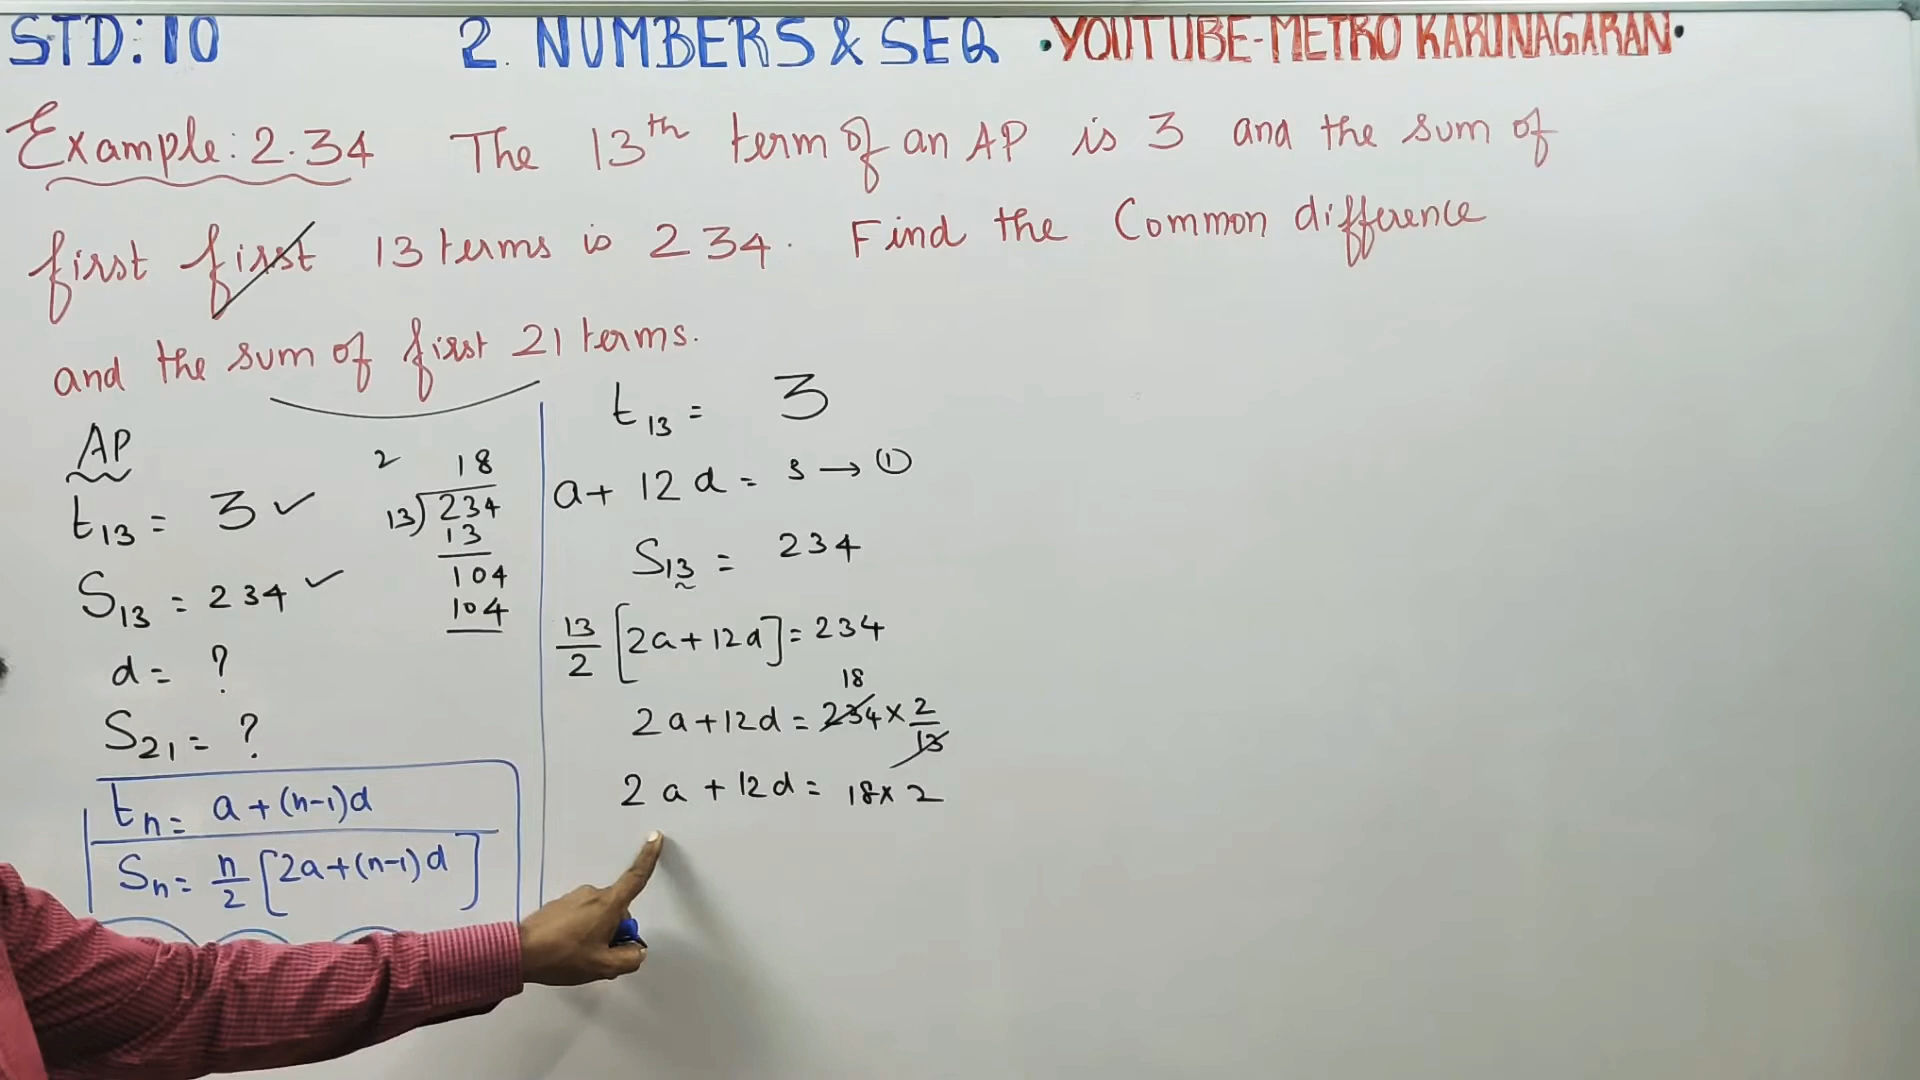 STD: 10 2. NUMBERS & SEQ • YOUTUBE-METRO KARUNAGARAN •
Example: 2.34 The 13th term of an AP is 3 and the sum of
first first 13 terms is 234. Find the Common difference
and the sum of first 21 terms.
AP
t13 = 3 ✓
S13 = 234 ✓
d = ?
S21 = ?
tn = a + (n-1)d
Sn = n/2 [2a+(n-1)d]
2 18
13)234
13
104
104
t13 = 3
a + 12d = 3 → ①
S13 = 234
13/2 [2a+12d] = 234
18
2a+12d = 234 × 2/13
2a + 12d = 18 × 2